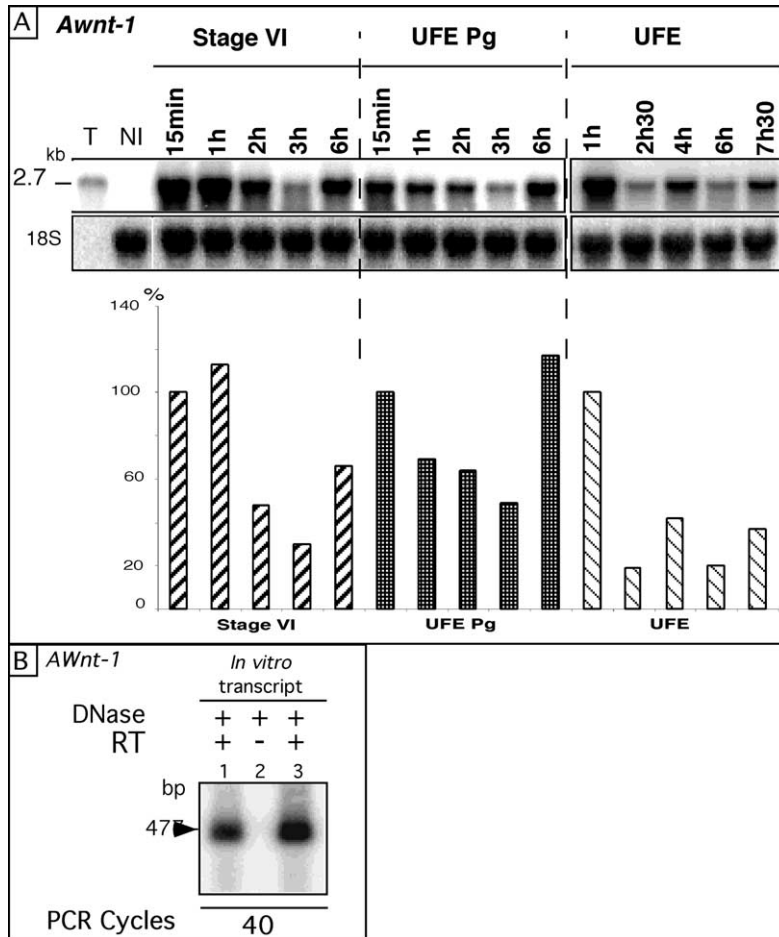 A Awnt-1
Stage VI UFE Pg UFE
T NI 15min 1h 2h 3h 6h 15min 1h 2h 3h 6h 1h 2h30 4h 6h 7h30
kb
2.7
18S
%
140
100
60
20
0
Stage VI UFE Pg UFE
B AWnt-1
In vitro
transcript
DNase + + +
RT + - +
1 2 3
bp
477
PCR Cycles 40